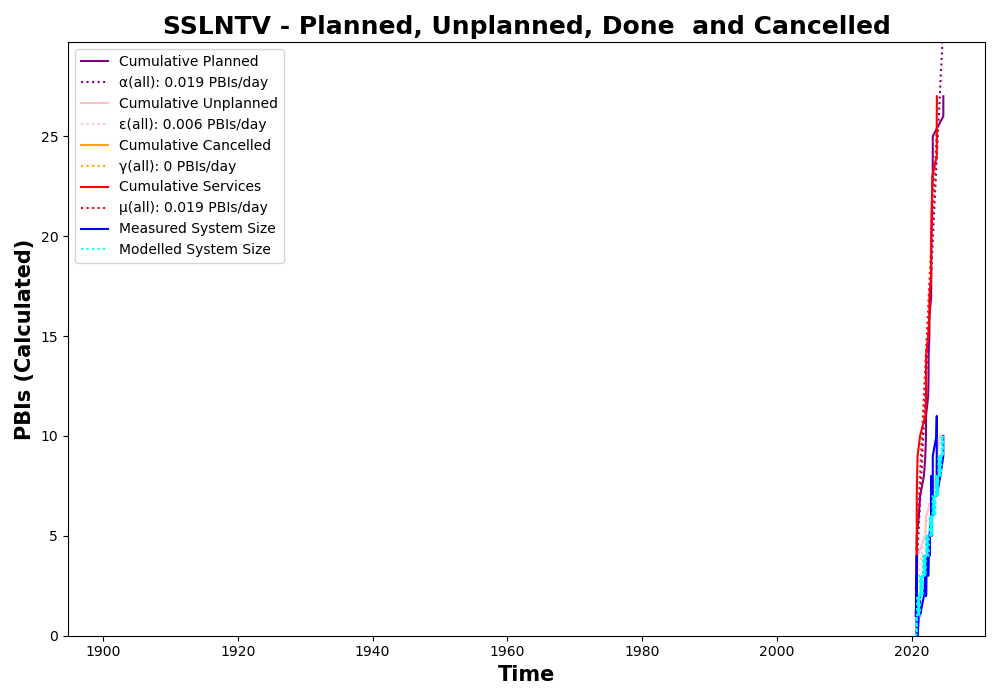 SSLNTV - Planned, Unplanned, Done  and Cancelled
Cumulative Planned
α(all): 0.019 PBIs/day
Cumulative Unplanned
ε(all): 0.006 PBIs/day
Cumulative Cancelled
γ(all): 0 PBIs/day
Cumulative Services
μ(all): 0.019 PBIs/day
Measured System Size
Modelled System Size
PBIs (Calculated)
25
20
15
10
5
0
1900 1920 1940 1960 1980 2000 2020
Time